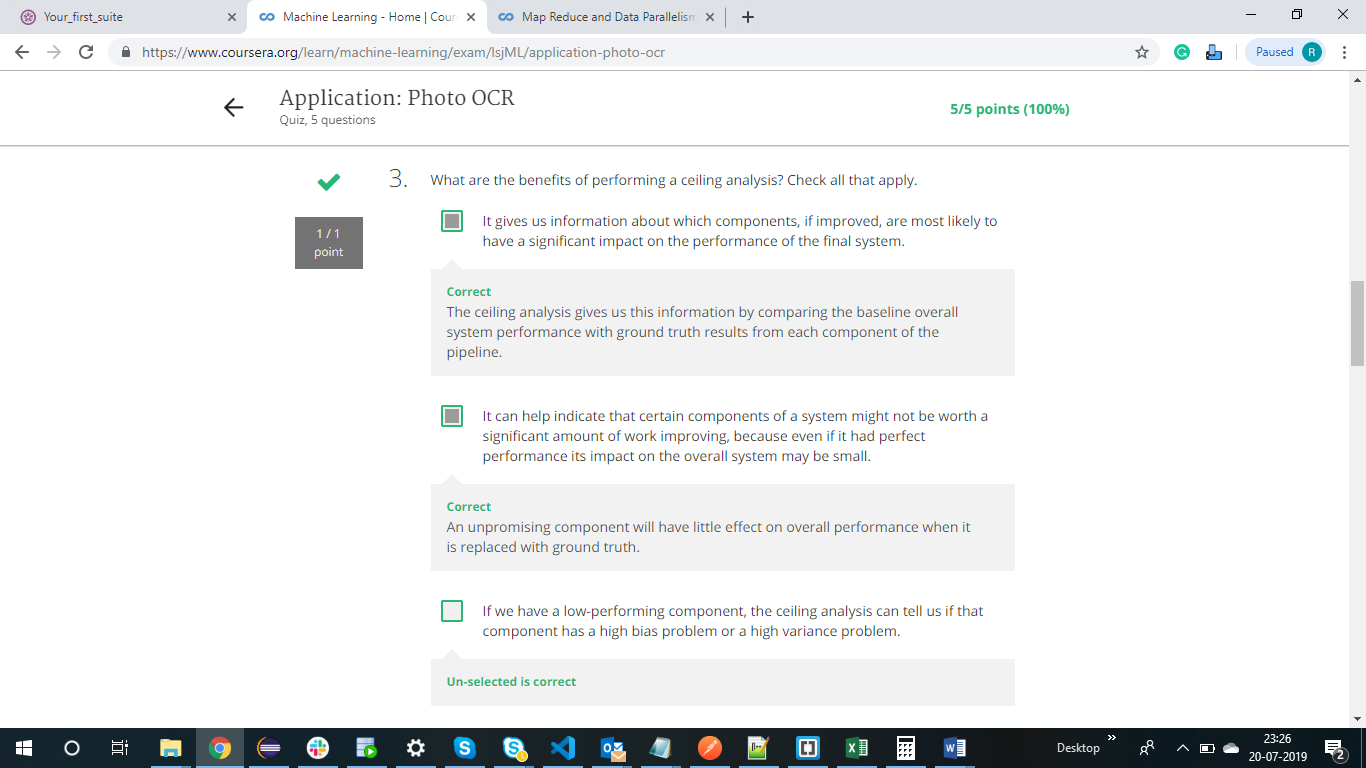 Your_first_suite
Machine Learning - Home | Cour
Map Reduce and Data Parallelism
https://www.coursera.org/learn/machine-learning/exam/lsjML/application-photo-ocr
Paused
R
Application: Photo OCR
Quiz, 5 questions
5/5 points (100%)
3.
What are the benefits of performing a ceiling analysis? Check all that apply.
1 / 1
point
It gives us information about which components, if improved, are most likely to
have a significant impact on the performance of the final system.
Correct
The ceiling analysis gives us this information by comparing the baseline overall
system performance with ground truth results from each component of the
pipeline.
It can help indicate that certain components of a system might not be worth a
significant amount of work improving, because even if it had perfect
performance its impact on the overall system may be small.
Correct
An unpromising component will have little effect on overall performance when it
is replaced with ground truth.
If we have a low-performing component, the ceiling analysis can tell us if that
component has a high bias problem or a high variance problem.
Un-selected is correct
Desktop
23:26
20-07-2019
2